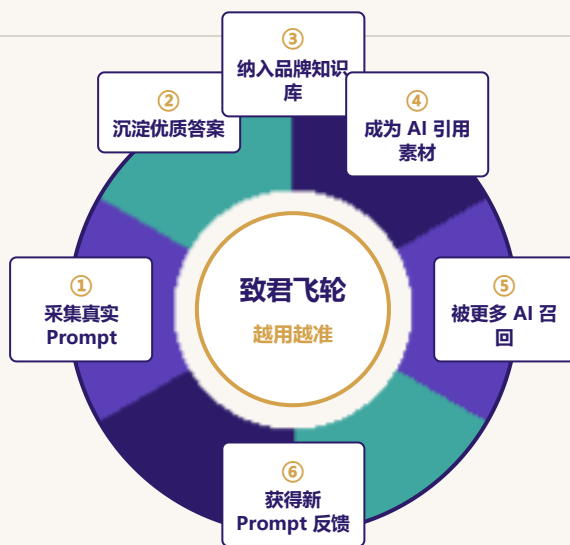 ①
采集真实
Prompt
②
沉淀优质答案
③
纳入品牌知识
库
④
成为 AI 引用
素材
⑤
被更多 AI 召
回
⑥
获得新
Prompt 反馈
致君飞轮
越用越准